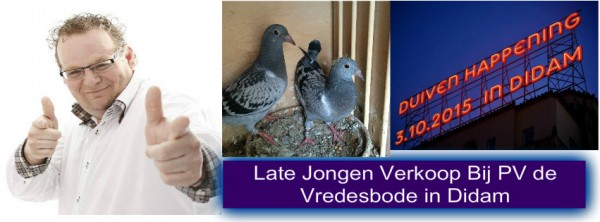 DUIVEN HAPPENING
3.10.2015 in DIDAM
Late Jongen Verkoop Bij PV de
Vredesbode in Didam